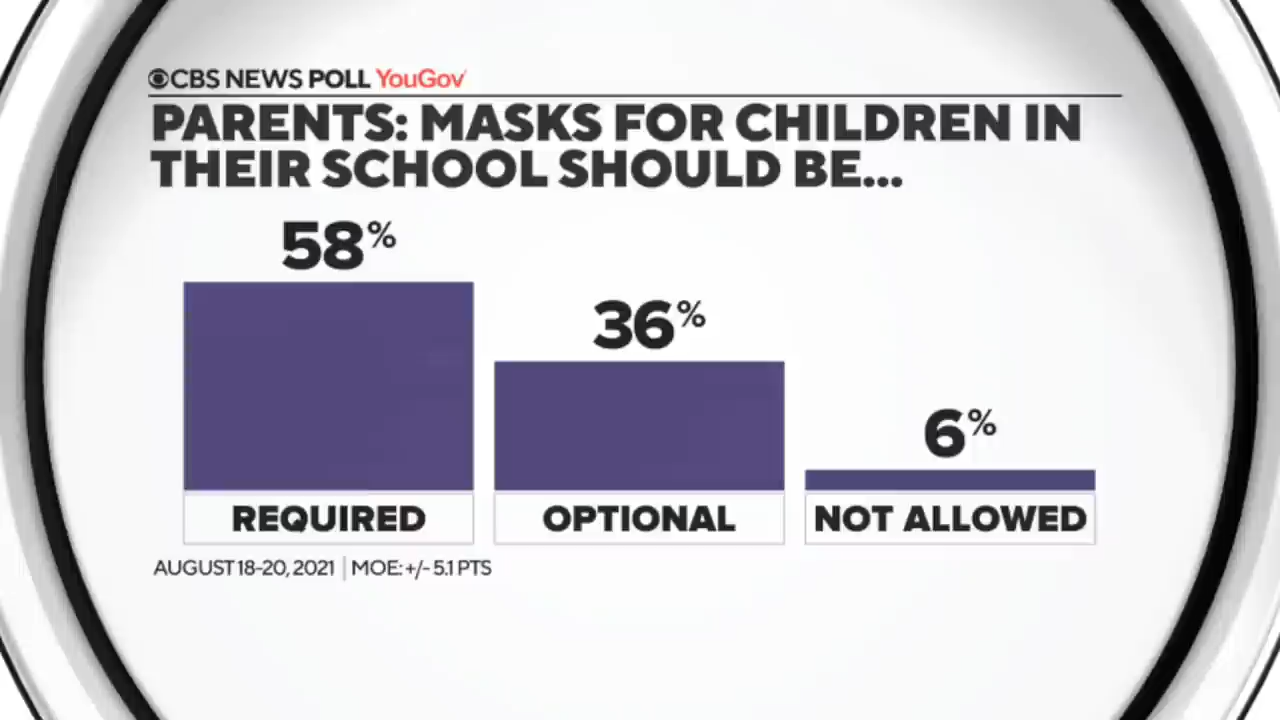 CBS NEWS POLL YouGov
PARENTS: MASKS FOR CHILDREN IN
THEIR SCHOOL SHOULD BE...
58%
36%
6%
REQUIRED
OPTIONAL
NOT ALLOWED
AUGUST 18-20, 2021 | MOE: +/- 5.1 PTS